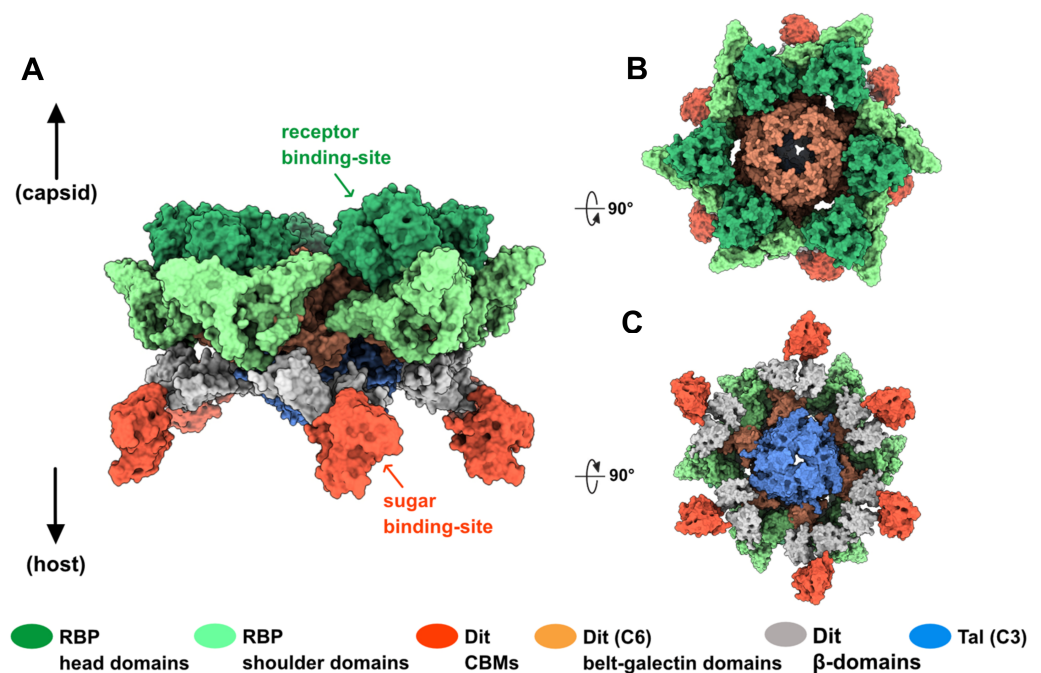 A
B
receptor
binding-site
(capsid)
90°
C
90°
sugar
binding-site
(host)
RBP
head domains
RBP
shoulder domains
Dit
CBMs
Dit (C6)
belt-galectin domains
Dit
β-domains
Tal (C3)